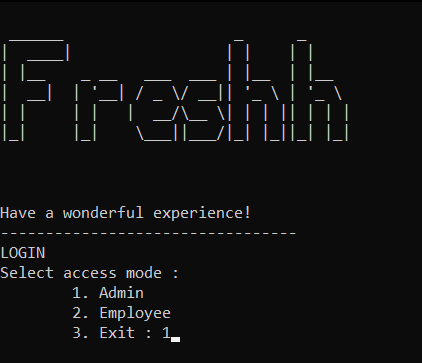 Freshh
Have a wonderful experience!
---------------------------------
LOGIN
Select access mode :
1. Admin
2. Employee
3. Exit : 1